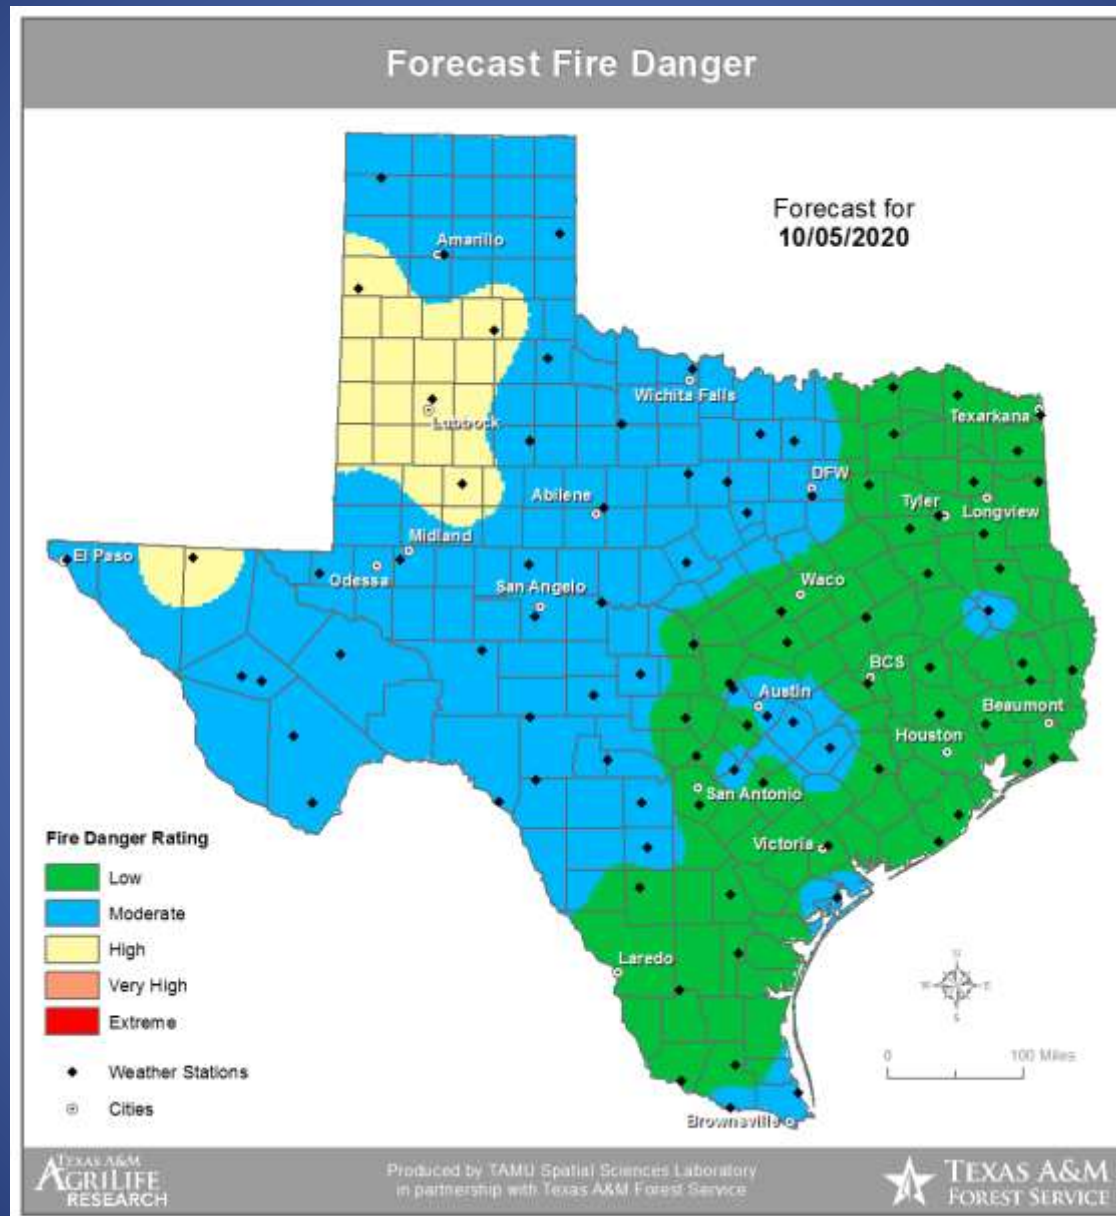 Forecast Fire Danger
Forecast for
10/05/2020
Amarillo
Wichita Falls
Lubbock
Texarkana
DFW
Abilene
Tyler
Longview
Midland
El Paso
Odessa
San Angelo
Waco
BCS
Austin
Beaumont
Houston
San Antonio
Victoria
Laredo
Brownsville
Fire Danger Rating
Low
Moderate
High
Very High
Extreme
Weather Stations
Cities
N
W
E
S
0 100 Miles
TEXAS A&M
AGRILIFE
RESEARCH
Produced by TAMU Spatial Sciences Laboratory
in partnership with Texas A&M Forest Service
TEXAS A&M
FOREST SERVICE